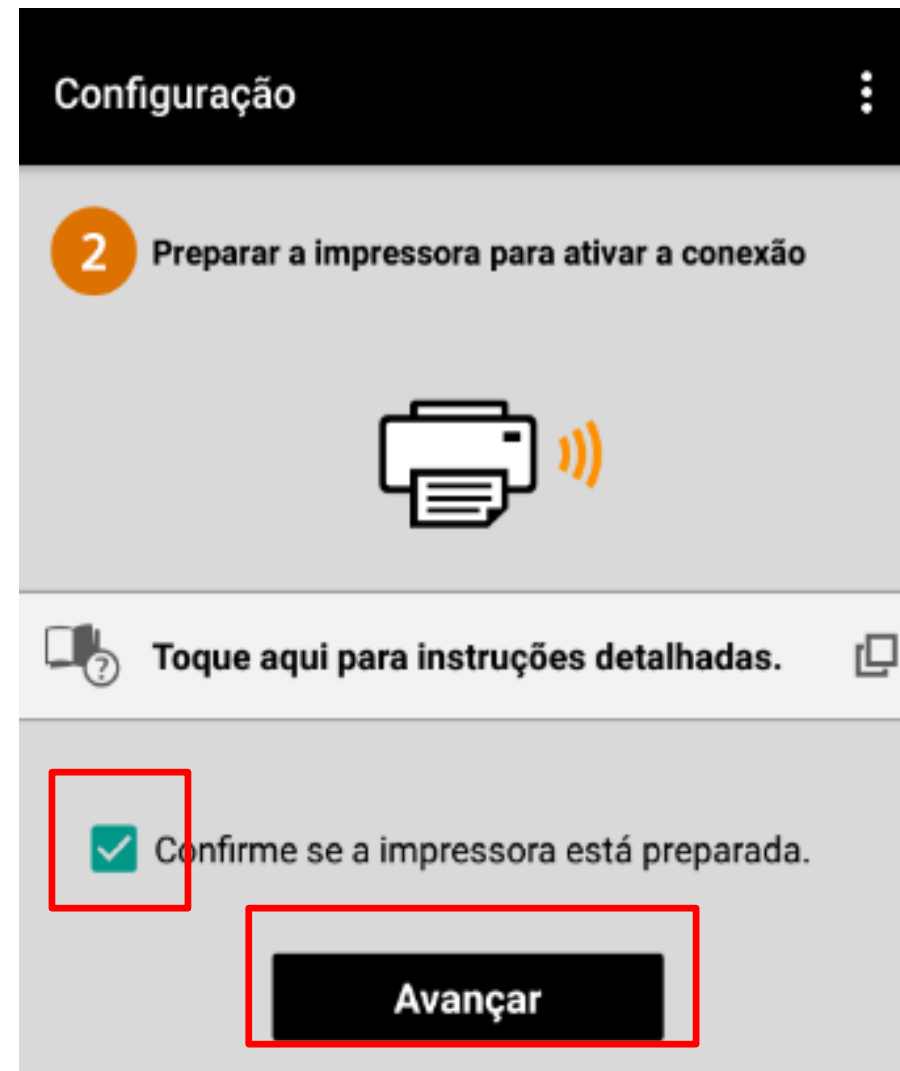 Configuração
2 Preparar a impressora para ativar a conexão
? Toque aqui para instruções detalhadas.
Confirme se a impressora está preparada.
Avançar